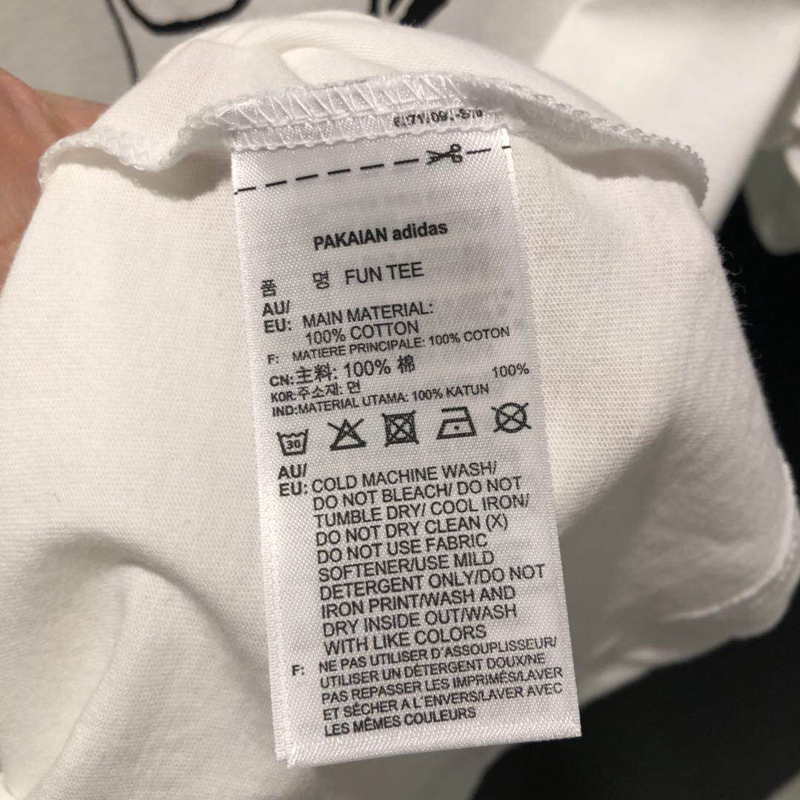 PAKAIAN adidas
품 명 FUN TEE
AU/
EU: MAIN MATERIAL:
100% COTTON
F: MATIERE PRINCIPALE: 100% COTON
CN: 主料: 100% 棉
KOR: 주소재: 면 100%
IND: MATERIAL UTAMA: 100% KATUN
30
AU/
EU: COLD MACHINE WASH/
DO NOT BLEACH/ DO NOT
TUMBLE DRY/ COOL IRON/
DO NOT DRY CLEAN (X)
DO NOT USE FABRIC
SOFTENER/USE MILD
DETERGENT ONLY/DO NOT
IRON PRINT/WASH AND
DRY INSIDE OUT/WASH
WITH LIKE COLORS
F: NE PAS UTILISER D'ASSOUPLISSEUR/
UTILISER UN DÉTERGENT DOUX/NE
PAS REPASSER LES IMPRIMÉS/LAVER
ET SÉCHER A L'ENVERS/LAVER AVEC
LES MÊMES COULEURS